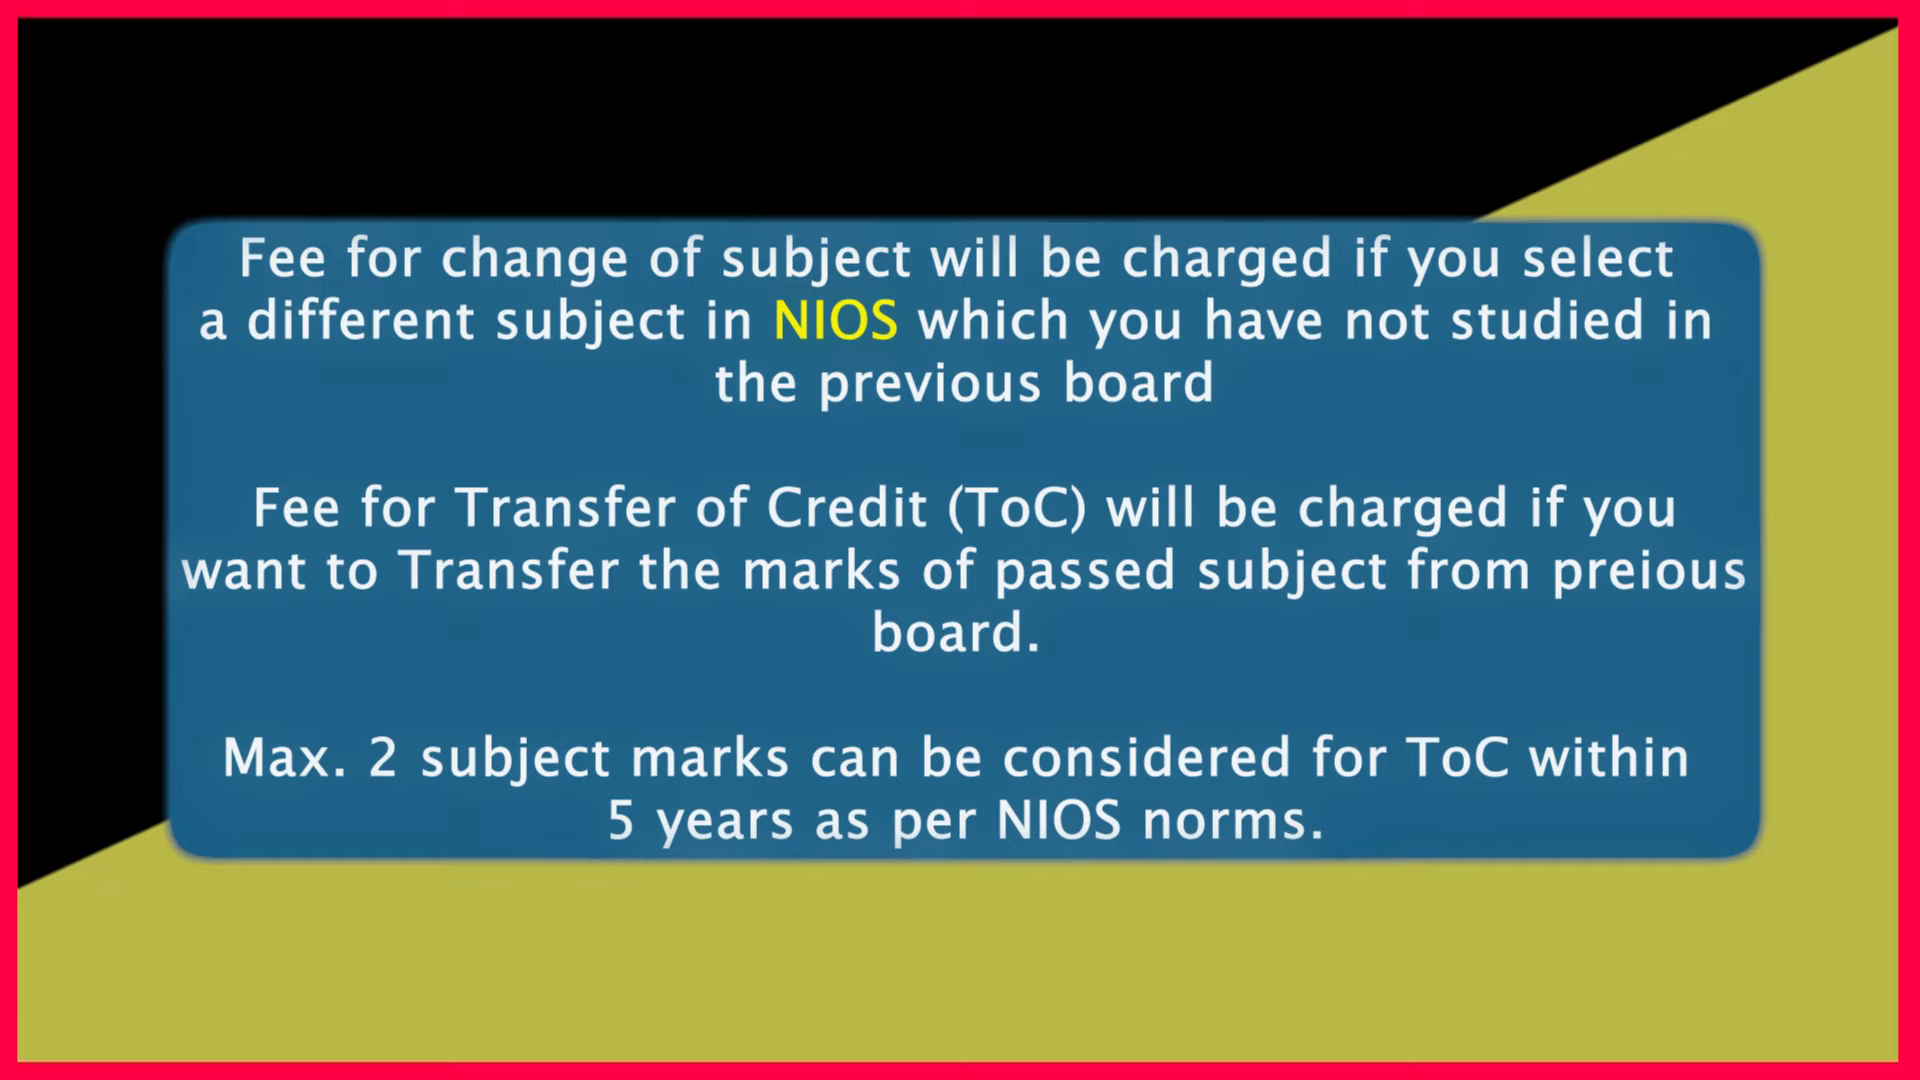 Fee for change of subject will be charged if you select
a different subject in NIOS which you have not studied in
the previous board
Fee for Transfer of Credit (ToC) will be charged if you
want to Transfer the marks of passed subject from preious
board.
Max. 2 subject marks can be considered for ToC within
5 years as per NIOS norms.